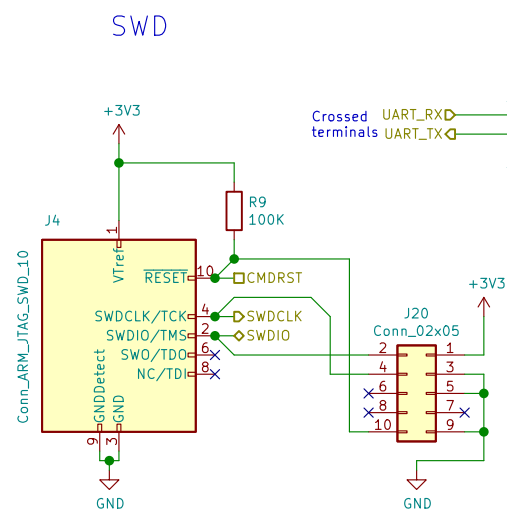 SWD
+3V3
Crossed
terminals
UART_RX
UART_TX
R9
100K
J4
1
VTref
Conn_ARM_JTAG_SWD_10
RESET
10
CMDRST
SWDCLK/TCK
4
SWDCLK
SWDIO/TMS
2
SWDIO
SWO/TDO
6
NC/TDI
8
GNDDetect
GND
9
3
GND
+3V3
J20
Conn_02x05
2
1
4
3
6
5
8
7
10
9
GND